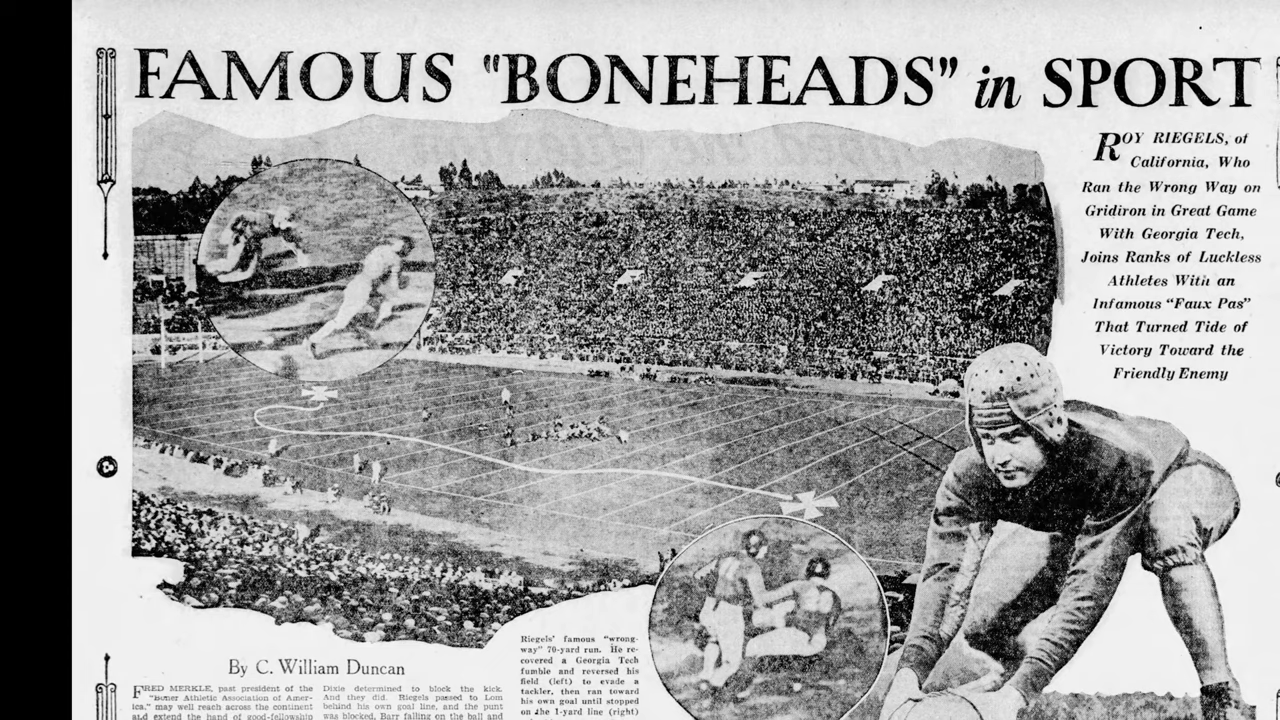 FAMOUS "BONEHEADS" in SPORT
ROY RIEGELS, of
California, Who
Ran the Wrong Way on
Gridiron in Great Game
With Georgia Tech,
Joins Ranks of Luckless
Athletes With an
Infamous "Faux Pas"
That Turned Tide of
Victory Toward the
Friendly Enemy
By C. William Duncan
FRED MERKLE, past president of the
"Boner Athletic Association of Amer-
ica," may well reach across the continent
and extend the hand of good-fellowship
Dixie determined to block the kick.
And they did. Riegels passed to Lom
behind his own goal line, and the punt
was blocked, Barr falling on the ball and
Riegels' famous "wrong-
way" 70-yard run. He re-
covered a Georgia Tech
fumble and reversed his
field (left) to evade a
tackler, then ran toward
his own goal until stopped
on the 1-yard line (right)